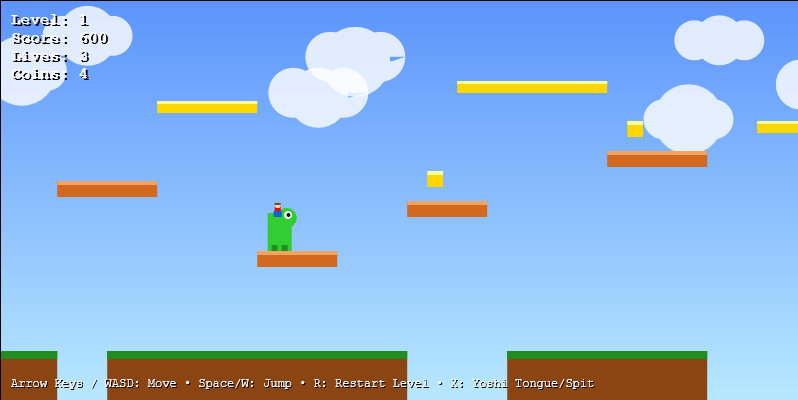 Level: 1
Score: 600
Lives: 3
Coins: 4
Arrow Keys / WASD: Move • Space/W: Jump • R: Restart Level • X: Yoshi Tongue/Spit